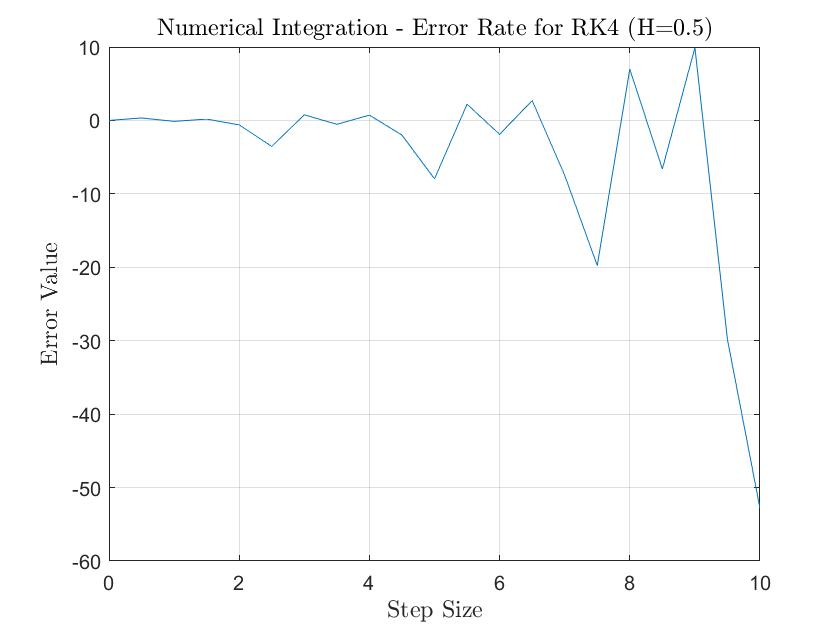 Numerical Integration - Error Rate for RK4 (H=0.5)
10
0
-10
-20
-30
-40
-50
-60
Error Value
0 2 4 6 8 10
Step Size